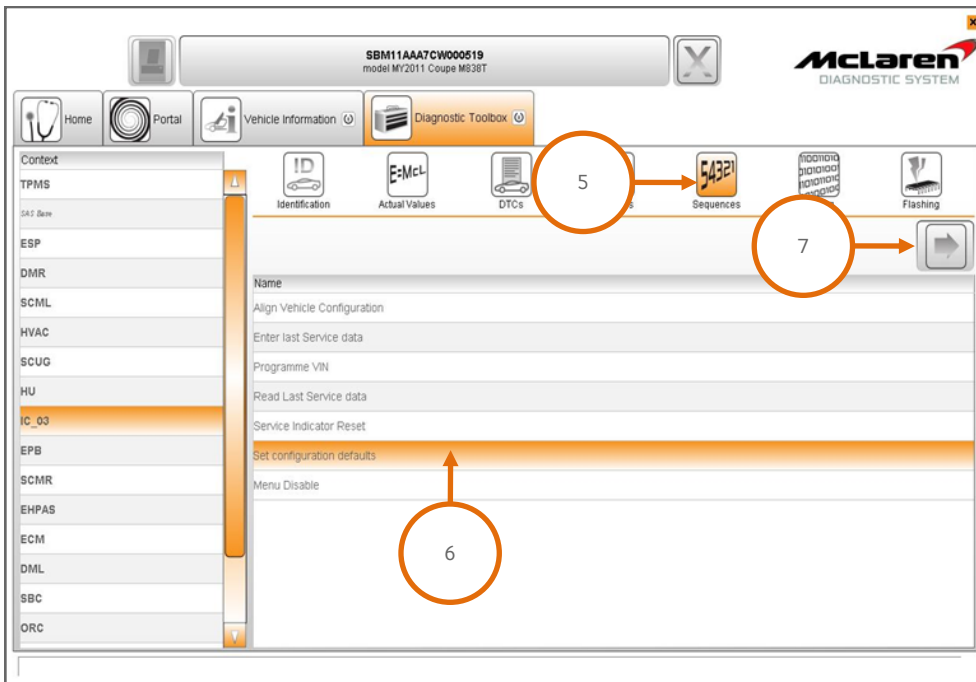 SBM11AAA7CW000519
model MY2011 Coupe M838T
McLaren
DIAGNOSTIC SYSTEM
Home
Portal
Vehicle Information
Diagnostic Toolbox
Context
TPMS
SAS Base
ESP
DMR
SCML
HVAC
SCUG
HU
IC_03
EPB
SCMR
EHPAS
ECM
DML
SBC
ORC
ID
Identification
E=McL
Actual Values
DTCs
5
s
54321
Sequences
Flashing
7
Name
Align Vehicle Configuration
Enter last Service data
Programme VIN
Read Last Service data
Service Indicator Reset
Set configuration defaults
Menu Disable
6